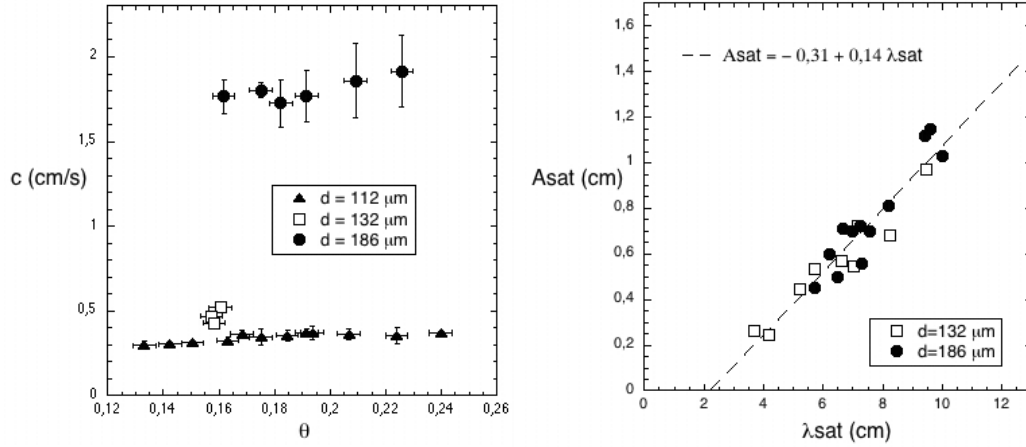 2
1,5
1
0,5
0
c (cm/s)
d = 112 μm
d = 132 μm
d = 186 μm
0,12 0,14 0,16 0,18 0,2 0,22 0,24 0,26
θ
1,6
1,4
1,2
1
0,8
0,6
0,4
0,2
0
Asat (cm)
Asat = − 0,31 + 0,14 λsat
d=132 μm
d=186 μm
0 2 4 6 8 10 12
λsat (cm)